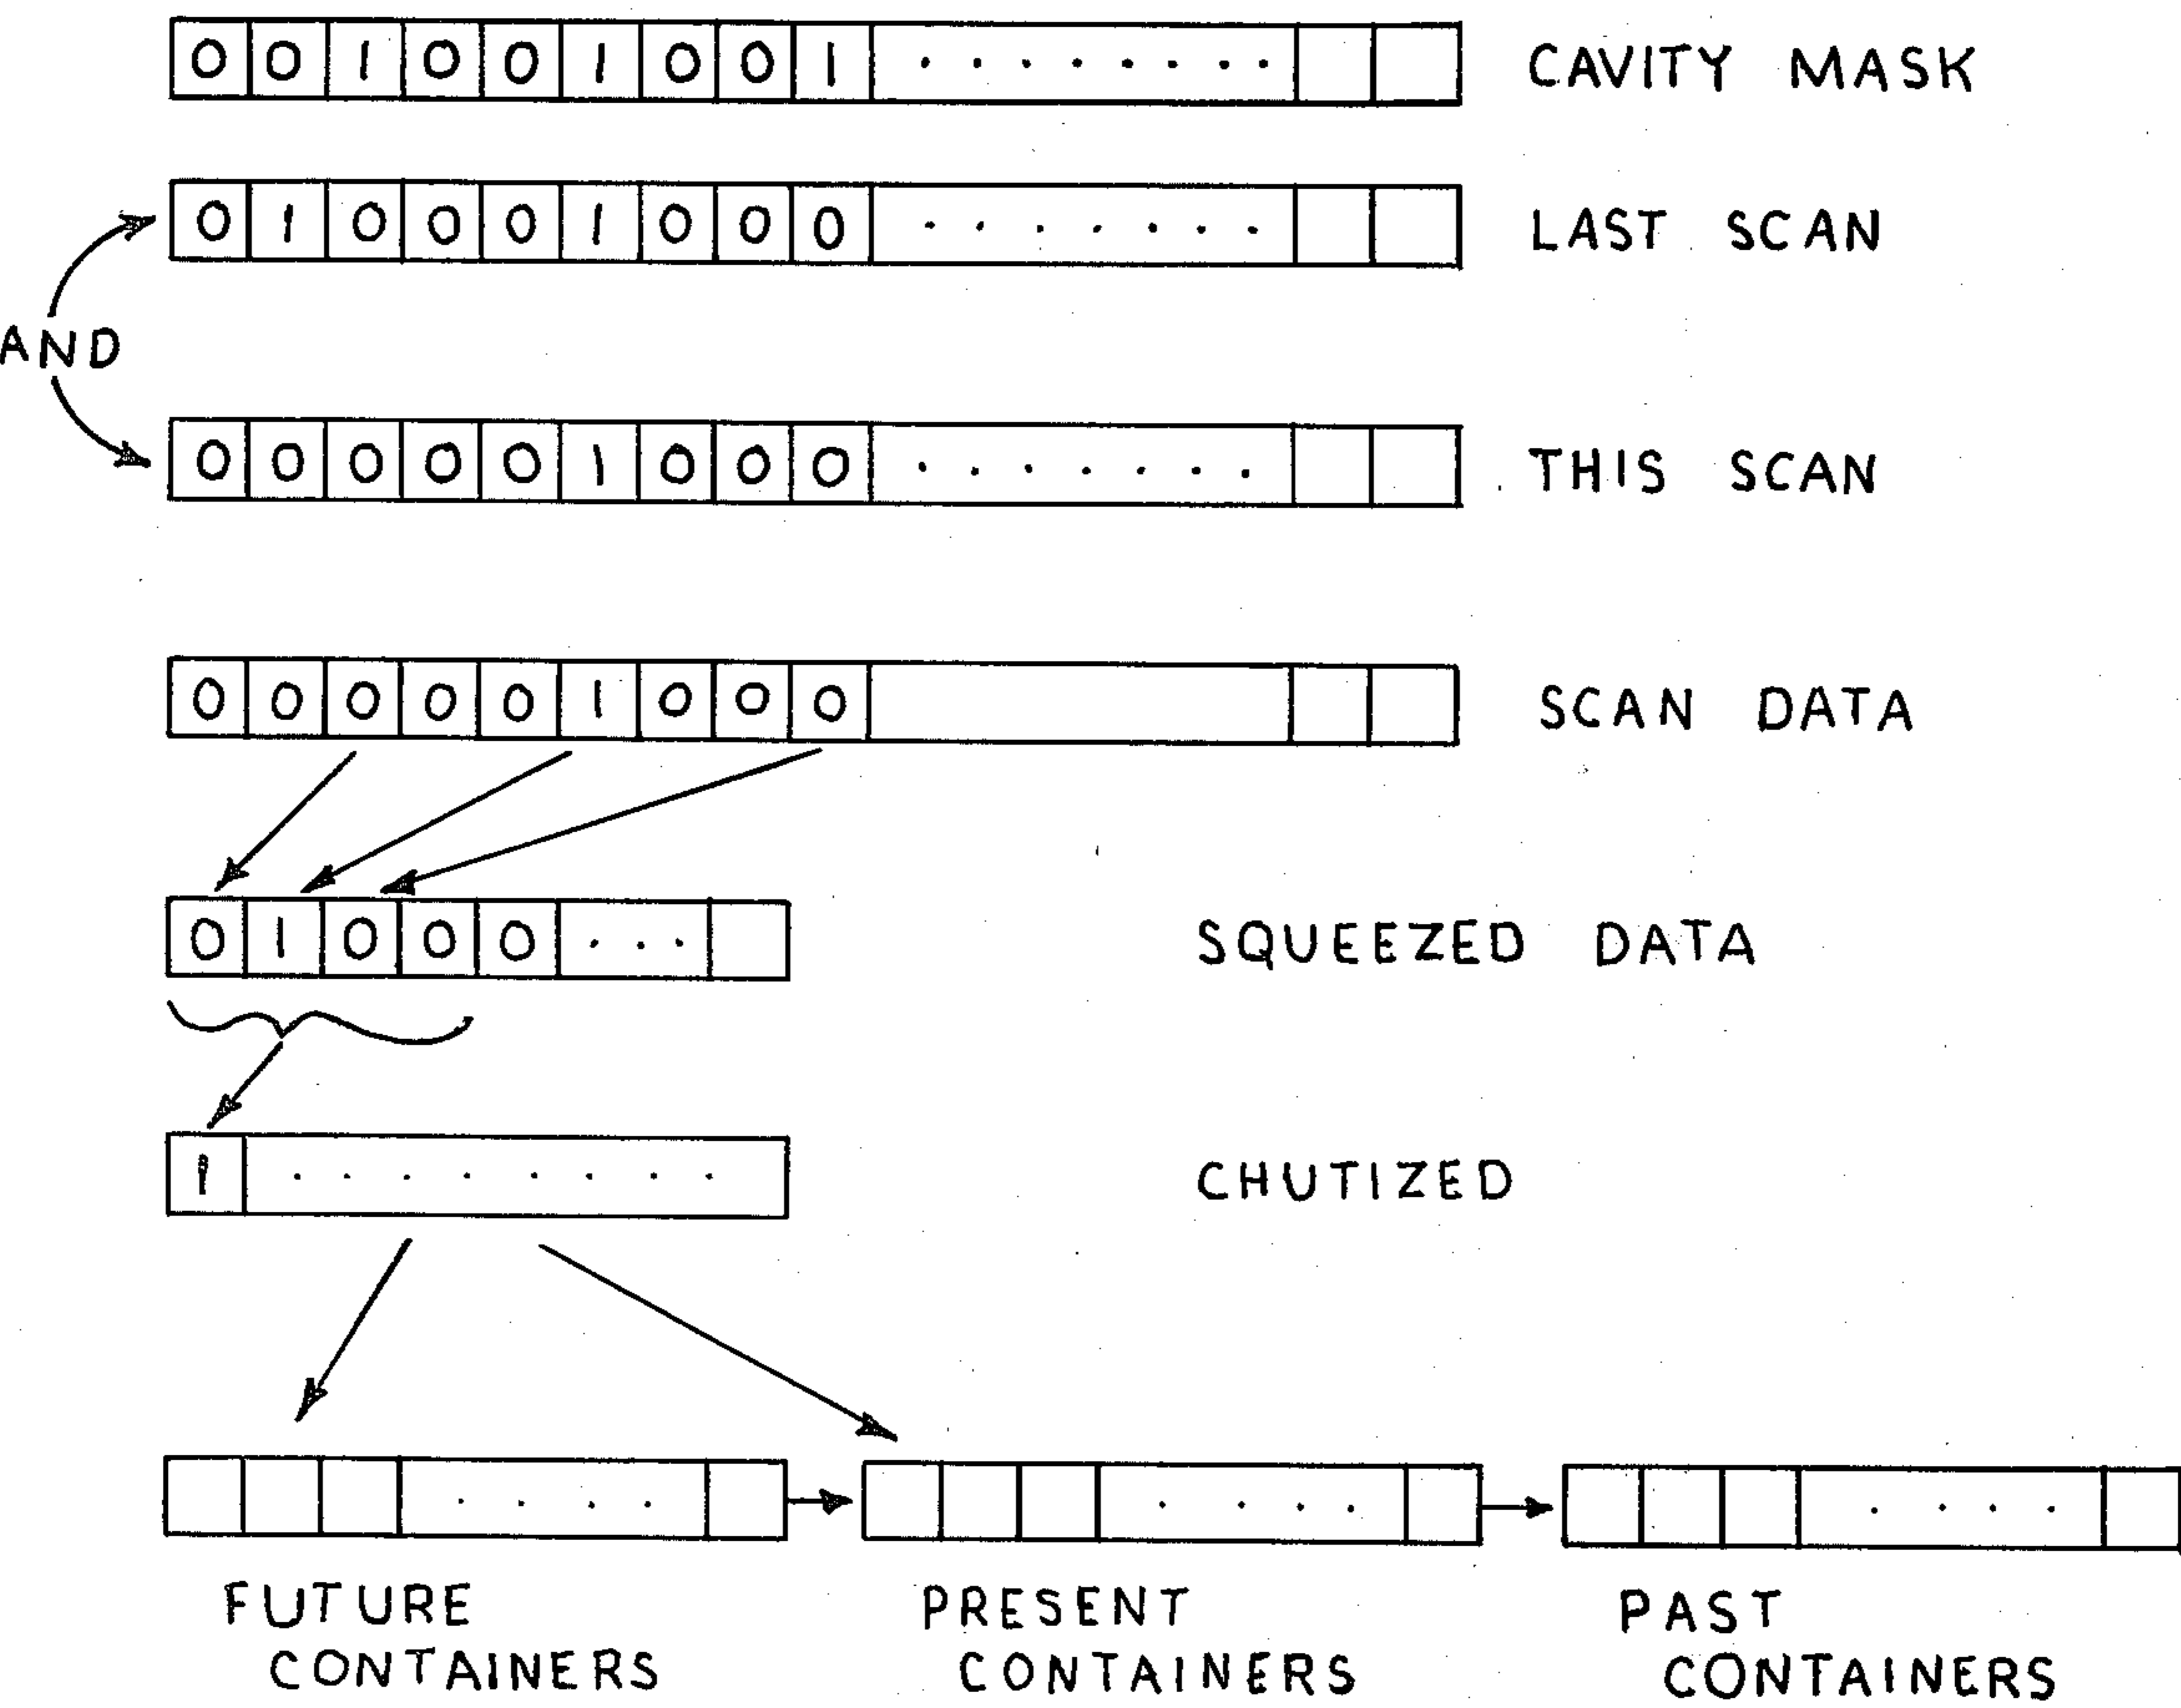 0 0 1 0 0 1 0 0 1 ........ CAVITY MASK
0 1 0 0 0 1 0 0 0 ....... LAST SCAN
AND
0 0 0 0 0 1 0 0 0 ....... THIS SCAN
0 0 0 0 0 1 0 0 0 SCAN DATA
0 1 0 0 0 ... SQUEEZED DATA
1 ........ CHUTIZED
....
....
....
FUTURE
CONTAINERS
PRESENT
CONTAINERS
PAST
CONTAINERS